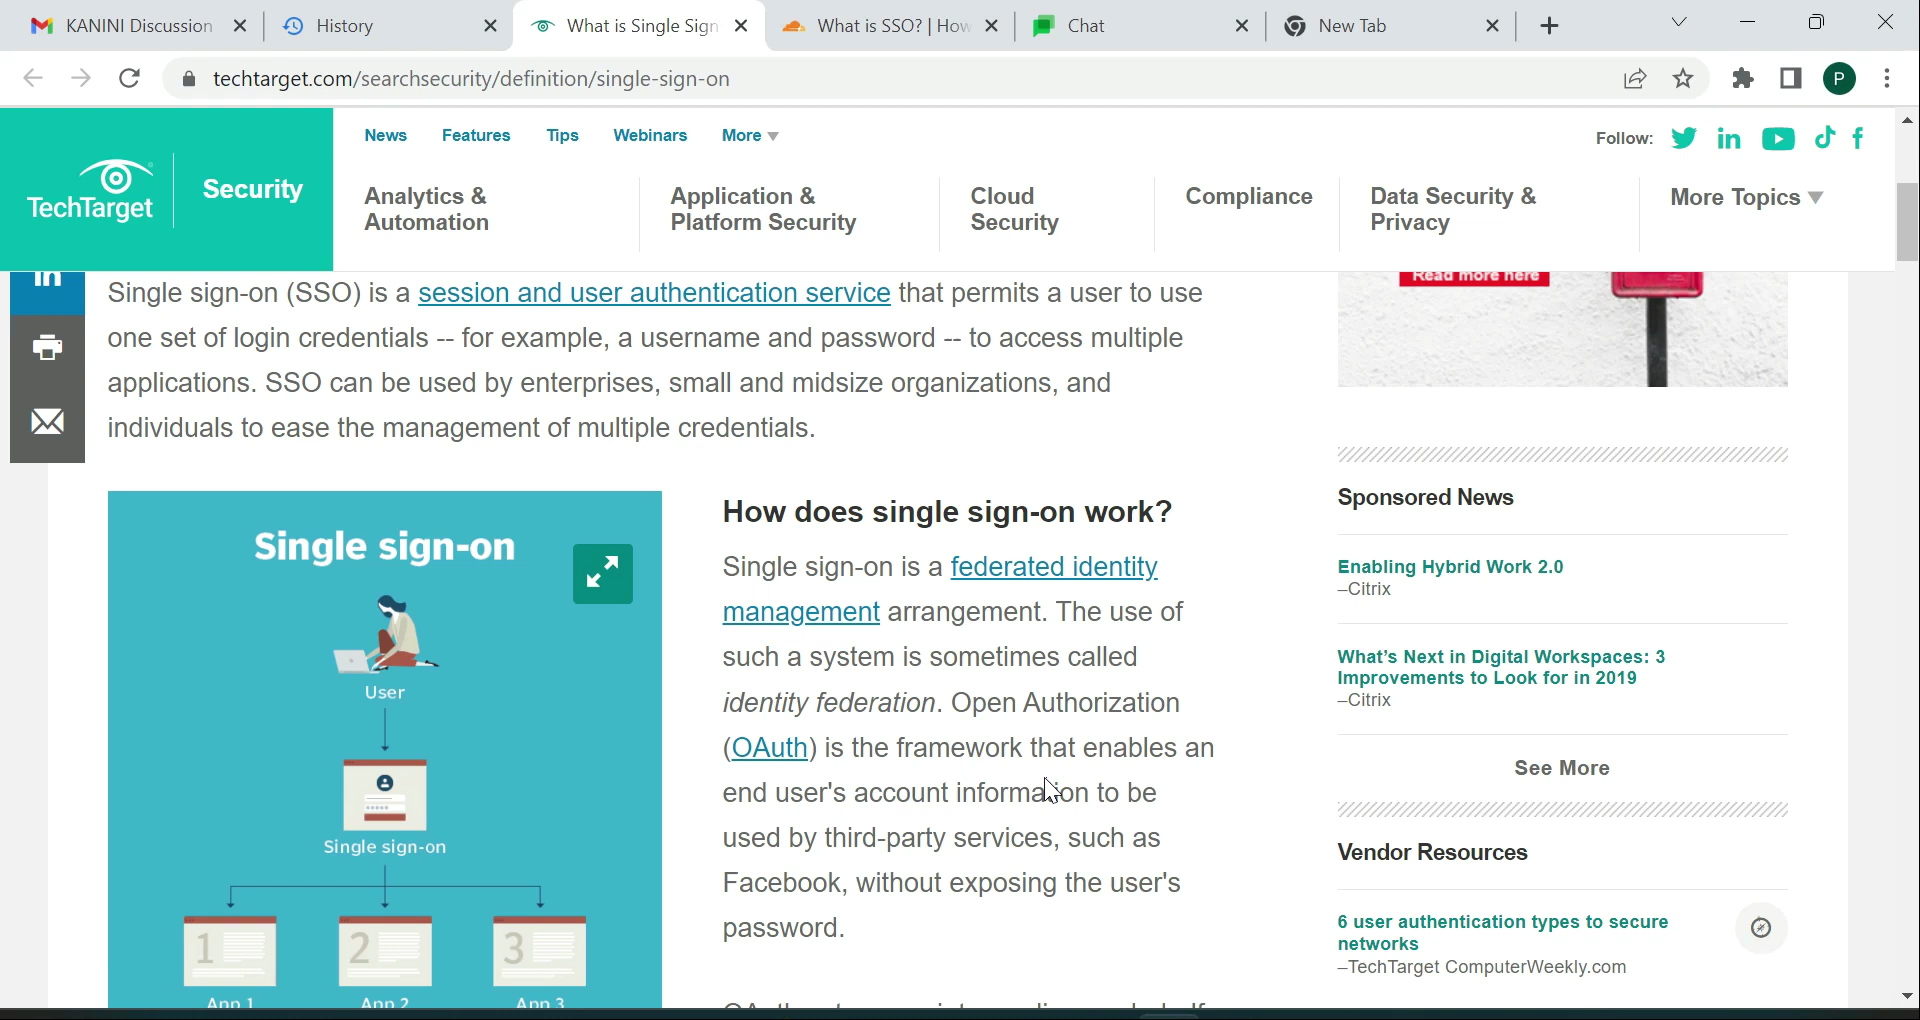 KANINI Discussion
History
What is Single Sign
What is SSO? | How
Chat
New Tab
techtarget.com/searchsecurity/definition/single-sign-on
P
TechTarget
Security
News Features Tips Webinars More
Follow:
Analytics &
Automation
Application &
Platform Security
Cloud
Security
Compliance
Data Security &
Privacy
More Topics
in
Read more here
Single sign-on (SSO) is a session and user authentication service that permits a user to use
one set of login credentials -- for example, a username and password -- to access multiple
applications. SSO can be used by enterprises, small and midsize organizations, and
individuals to ease the management of multiple credentials.
Single sign-on
User
Single sign-on
1 2 3
App 1 App 2 App 3
How does single sign-on work?
Single sign-on is a federated identity
management arrangement. The use of
such a system is sometimes called
identity federation. Open Authorization
(OAuth) is the framework that enables an
end user's account information to be
used by third-party services, such as
Facebook, without exposing the user's
password.
Sponsored News
Enabling Hybrid Work 2.0
–Citrix
What's Next in Digital Workspaces: 3
Improvements to Look for in 2019
–Citrix
See More
Vendor Resources
6 user authentication types to secure
networks
–TechTarget ComputerWeekly.com